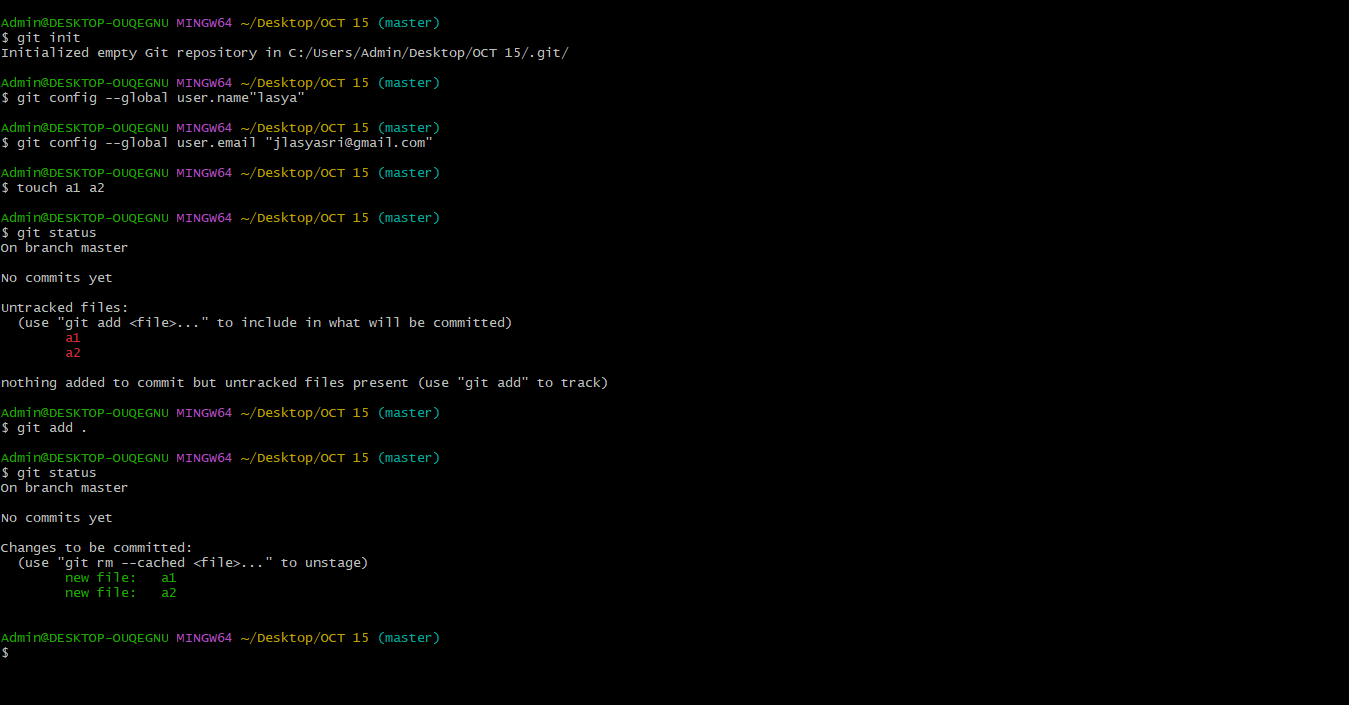 Admin@DESKTOP-OUQEGNU MINGW64 ~/Desktop/OCT 15 (master)
$ git init
Initialized empty Git repository in C:/Users/Admin/Desktop/OCT 15/.git/

Admin@DESKTOP-OUQEGNU MINGW64 ~/Desktop/OCT 15 (master)
$ git config --global user.name"lasya"

Admin@DESKTOP-OUQEGNU MINGW64 ~/Desktop/OCT 15 (master)
$ git config --global user.email "jlasyasri@gmail.com"

Admin@DESKTOP-OUQEGNU MINGW64 ~/Desktop/OCT 15 (master)
$ touch a1 a2

Admin@DESKTOP-OUQEGNU MINGW64 ~/Desktop/OCT 15 (master)
$ git status
On branch master

No commits yet

Untracked files:
  (use "git add <file>..." to include in what will be committed)
        a1
        a2

nothing added to commit but untracked files present (use "git add" to track)

Admin@DESKTOP-OUQEGNU MINGW64 ~/Desktop/OCT 15 (master)
$ git add .

Admin@DESKTOP-OUQEGNU MINGW64 ~/Desktop/OCT 15 (master)
$ git status
On branch master

No commits yet

Changes to be committed:
  (use "git rm --cached <file>..." to unstage)
        new file:   a1
        new file:   a2


Admin@DESKTOP-OUQEGNU MINGW64 ~/Desktop/OCT 15 (master)
$